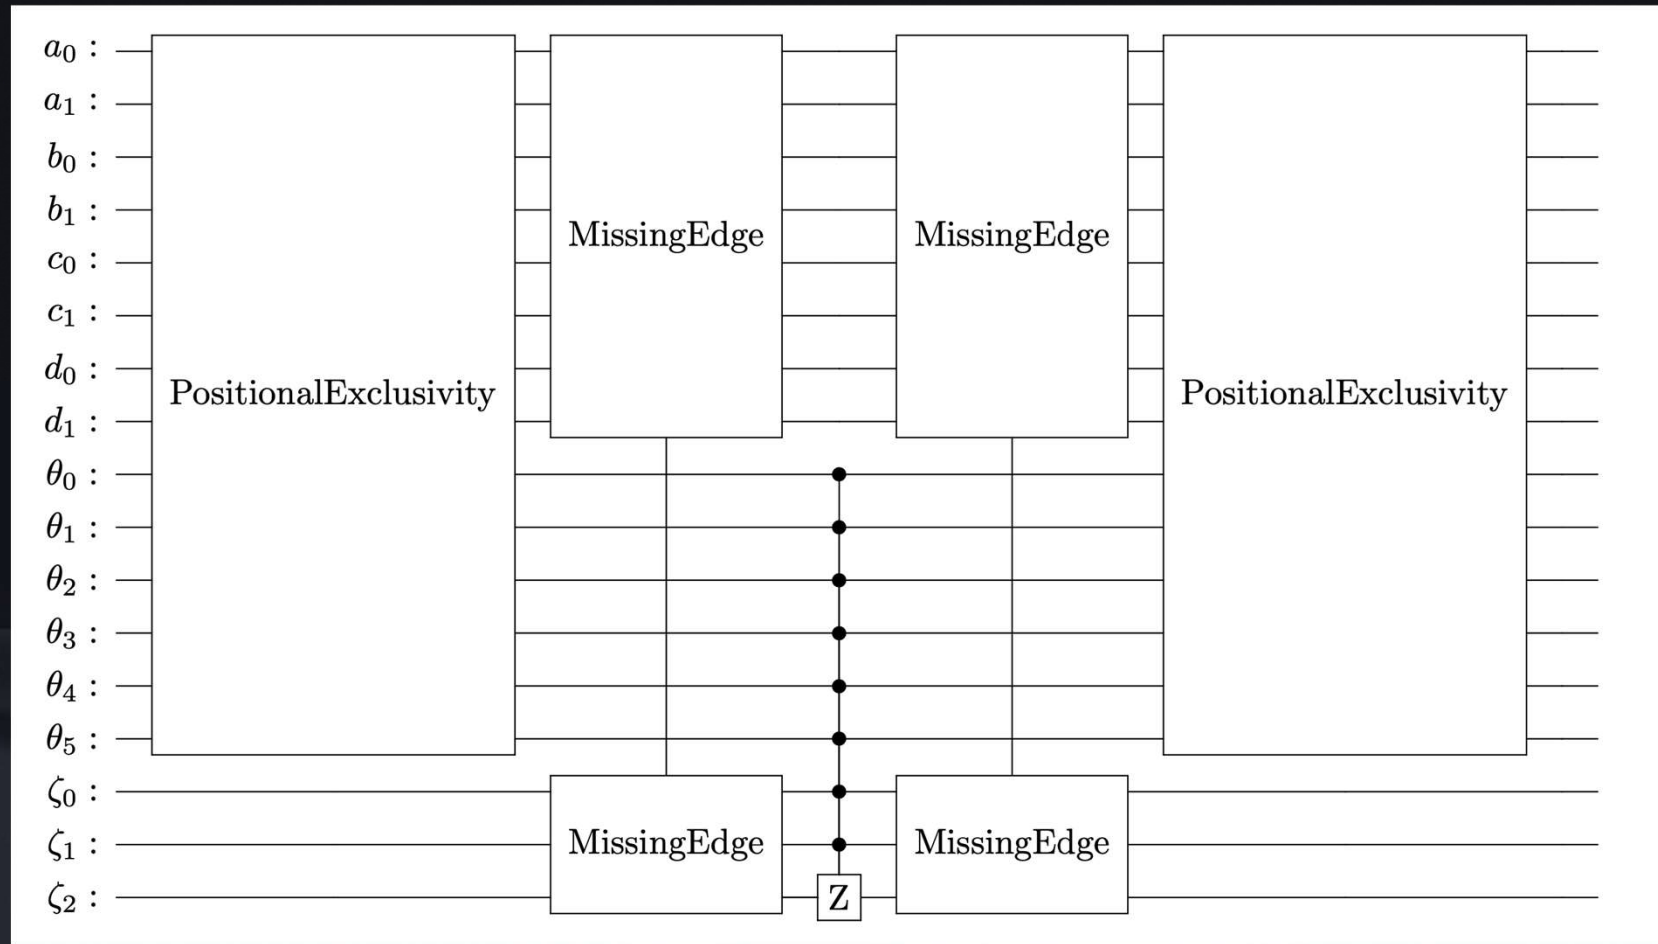 a₀ :
a₁ :
b₀ :
b₁ :
MissingEdge MissingEdge
c₀ :
c₁ :
d₀ :
PositionalExclusivity PositionalExclusivity
d₁ :
θ₀ :
θ₁ :
θ₂ :
θ₃ :
θ₄ :
θ₅ :
ζ₀ :
ζ₁ : MissingEdge MissingEdge
ζ₂ : Z